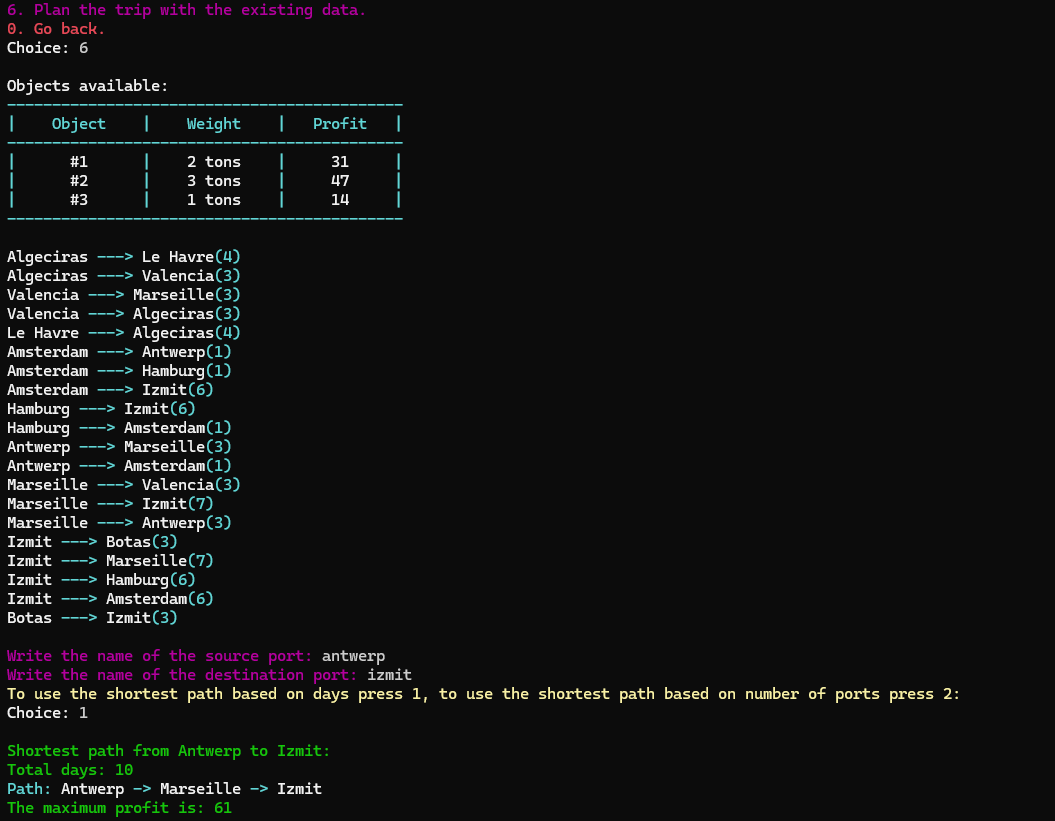 6. Plan the trip with the existing data.
0. Go back.
Choice: 6
Objects available:
---------------------------------------------
| Object | Weight | Profit |
---------------------------------------------
| #1 | 2 tons | 31 |
| #2 | 3 tons | 47 |
| #3 | 1 tons | 14 |
---------------------------------------------
Algeciras ---> Le Havre(4)
Algeciras ---> Valencia(3)
Valencia ---> Marseille(3)
Valencia ---> Algeciras(3)
Le Havre ---> Algeciras(4)
Amsterdam ---> Antwerp(1)
Amsterdam ---> Hamburg(1)
Amsterdam ---> Izmit(6)
Hamburg ---> Izmit(6)
Hamburg ---> Amsterdam(1)
Antwerp ---> Marseille(3)
Antwerp ---> Amsterdam(1)
Marseille ---> Valencia(3)
Marseille ---> Izmit(7)
Marseille ---> Antwerp(3)
Izmit ---> Botas(3)
Izmit ---> Marseille(7)
Izmit ---> Hamburg(6)
Izmit ---> Amsterdam(6)
Botas ---> Izmit(3)
Write the name of the source port: antwerp
Write the name of the destination port: izmit
To use the shortest path based on days press 1, to use the shortest path based on number of ports press 2:
Choice: 1
Shortest path from Antwerp to Izmit:
Total days: 10
Path: Antwerp -> Marseille -> Izmit
The maximum profit is: 61